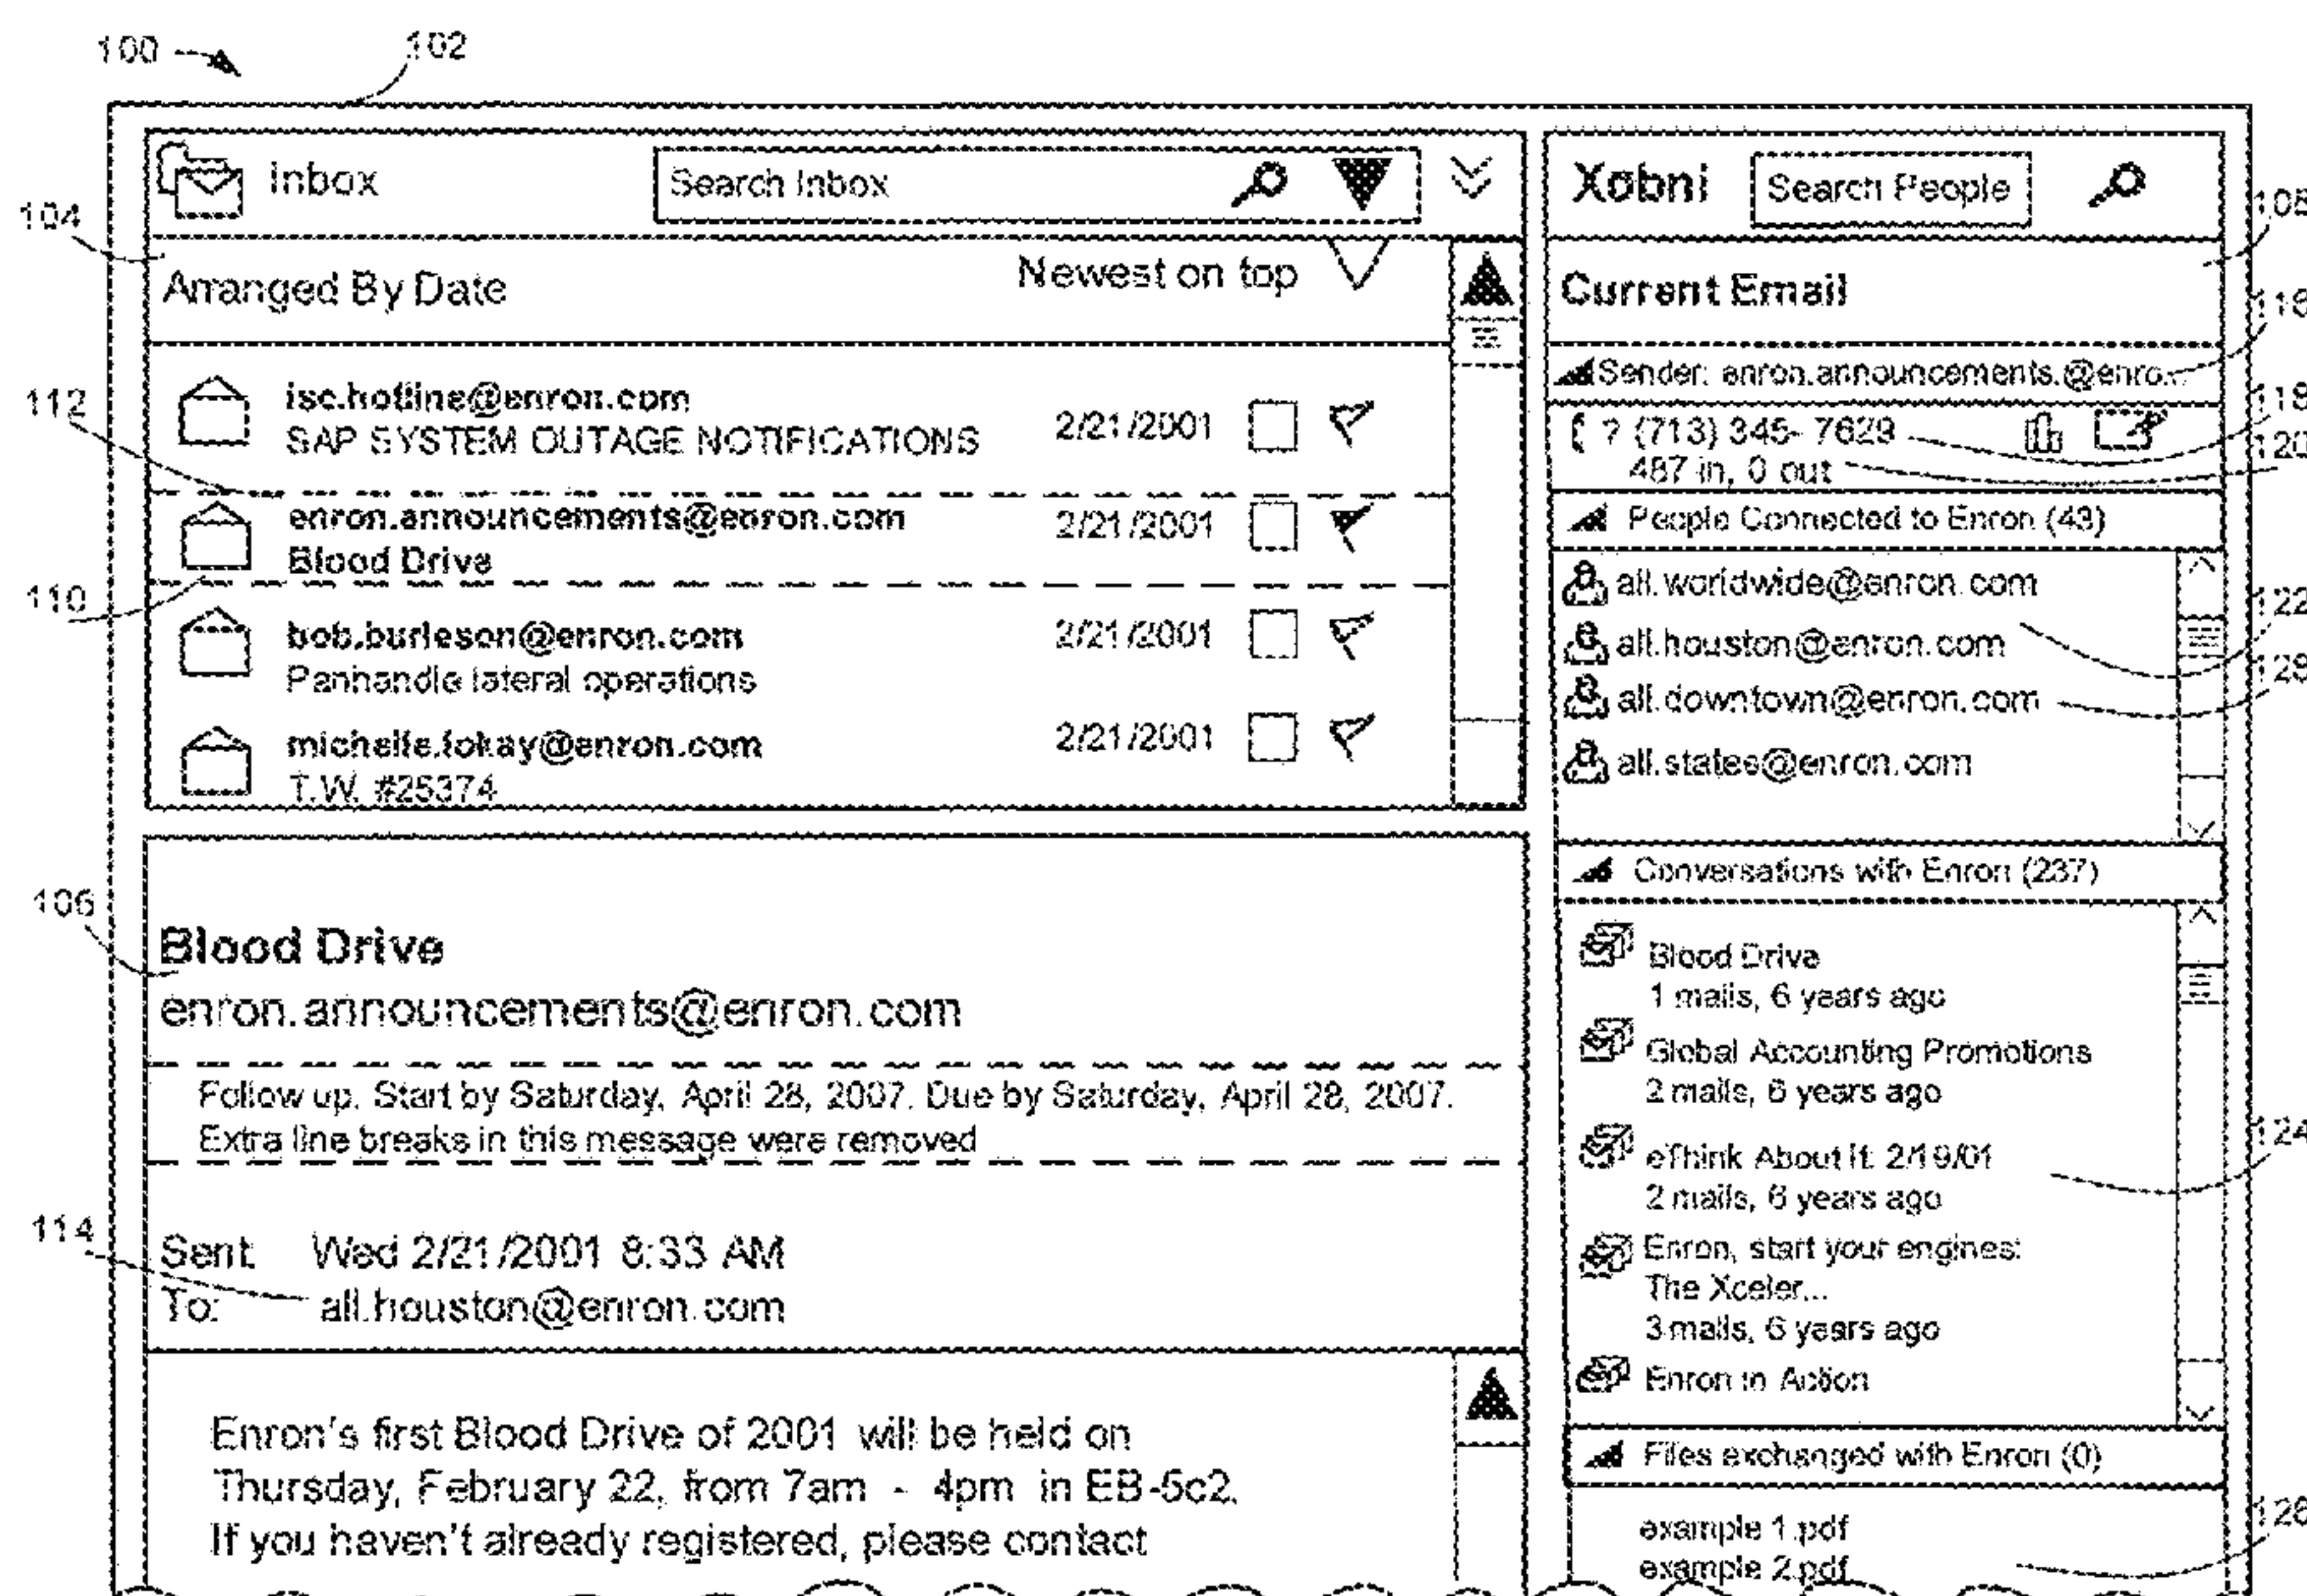 100
102
Inbox
Search Inbox
104
Arranged By Date
Newest on top
112
isc.hotline@enron.com
SAP SYSTEM OUTAGE NOTIFICATIONS
2/21/2001
enron.announcements@enron.com
Blood Drive
2/21/2001
110
bob.burleson@enron.com
Panhandle lateral operations
2/21/2001
michelle.lokay@enron.com
T.W. #25374
2/21/2001
106
Blood Drive
enron.announcements@enron.com
Follow up. Start by Saturday, April 28, 2007. Due by Saturday, April 28, 2007.
Extra line breaks in this message were removed
114
Sent: Wed 2/21/2001 8:33 AM
To: all.houston@enron.com
Enron's first Blood Drive of 2001 will be held on
Thursday, February 22, from 7am - 4pm in EB-5c2.
If you haven't already registered, please contact
Xobni
Search People
108
Current Email
116
Sender: enron.announcements.@enro...
118
? (713) 345-7629
120
487 in, 0 out
People Connected to Enron (43)
all.worldwide@enron.com
122
all.houston@enron.com
128
all.downtown@enron.com
all.states@enron.com
Conversations with Enron (237)
Blood Drive
1 mails, 6 years ago
Global Accounting Promotions
2 mails, 6 years ago
124
eThink About It: 2/19/01
2 mails, 6 years ago
Enron, start your engines:
The Xceler...
3 mails, 6 years ago
Enron in Action
Files exchanged with Enron (0)
126
example 1.pdf
example 2.pdf